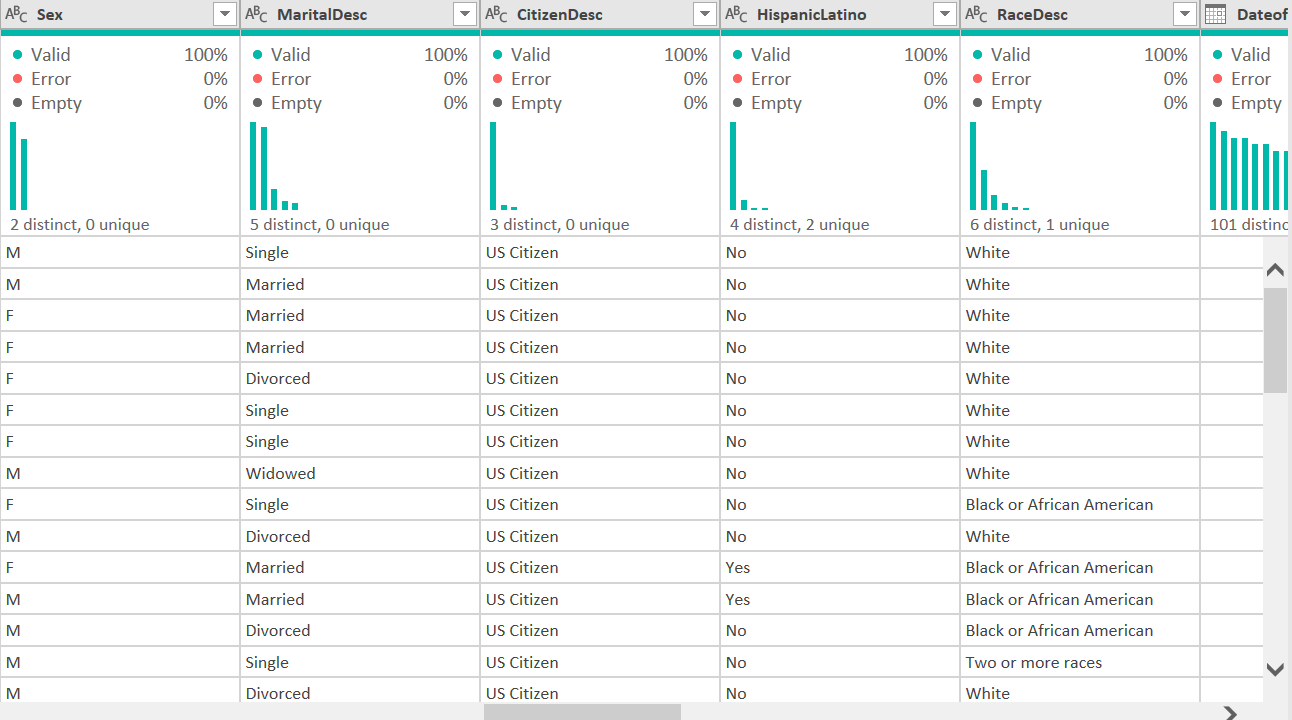 ABC Sex ABC MaritalDesc ABC CitizenDesc ABC HispanicLatino ABC RaceDesc Dateof
Valid 100% Valid 100% Valid 100% Valid 100% Valid 100% Valid
Error 0% Error 0% Error 0% Error 0% Error 0% Error
Empty 0% Empty 0% Empty 0% Empty 0% Empty 0% Empty
2 distinct, 0 unique 5 distinct, 0 unique 3 distinct, 0 unique 4 distinct, 2 unique 6 distinct, 1 unique 101 distinc
M Single US Citizen No White
M Married US Citizen No White
F Married US Citizen No White
F Married US Citizen No White
F Divorced US Citizen No White
F Single US Citizen No White
F Single US Citizen No White
M Widowed US Citizen No White
F Single US Citizen No Black or African American
M Divorced US Citizen No White
F Married US Citizen Yes Black or African American
M Married US Citizen Yes Black or African American
M Divorced US Citizen No Black or African American
M Single US Citizen No Two or more races
M Divorced US Citizen No White